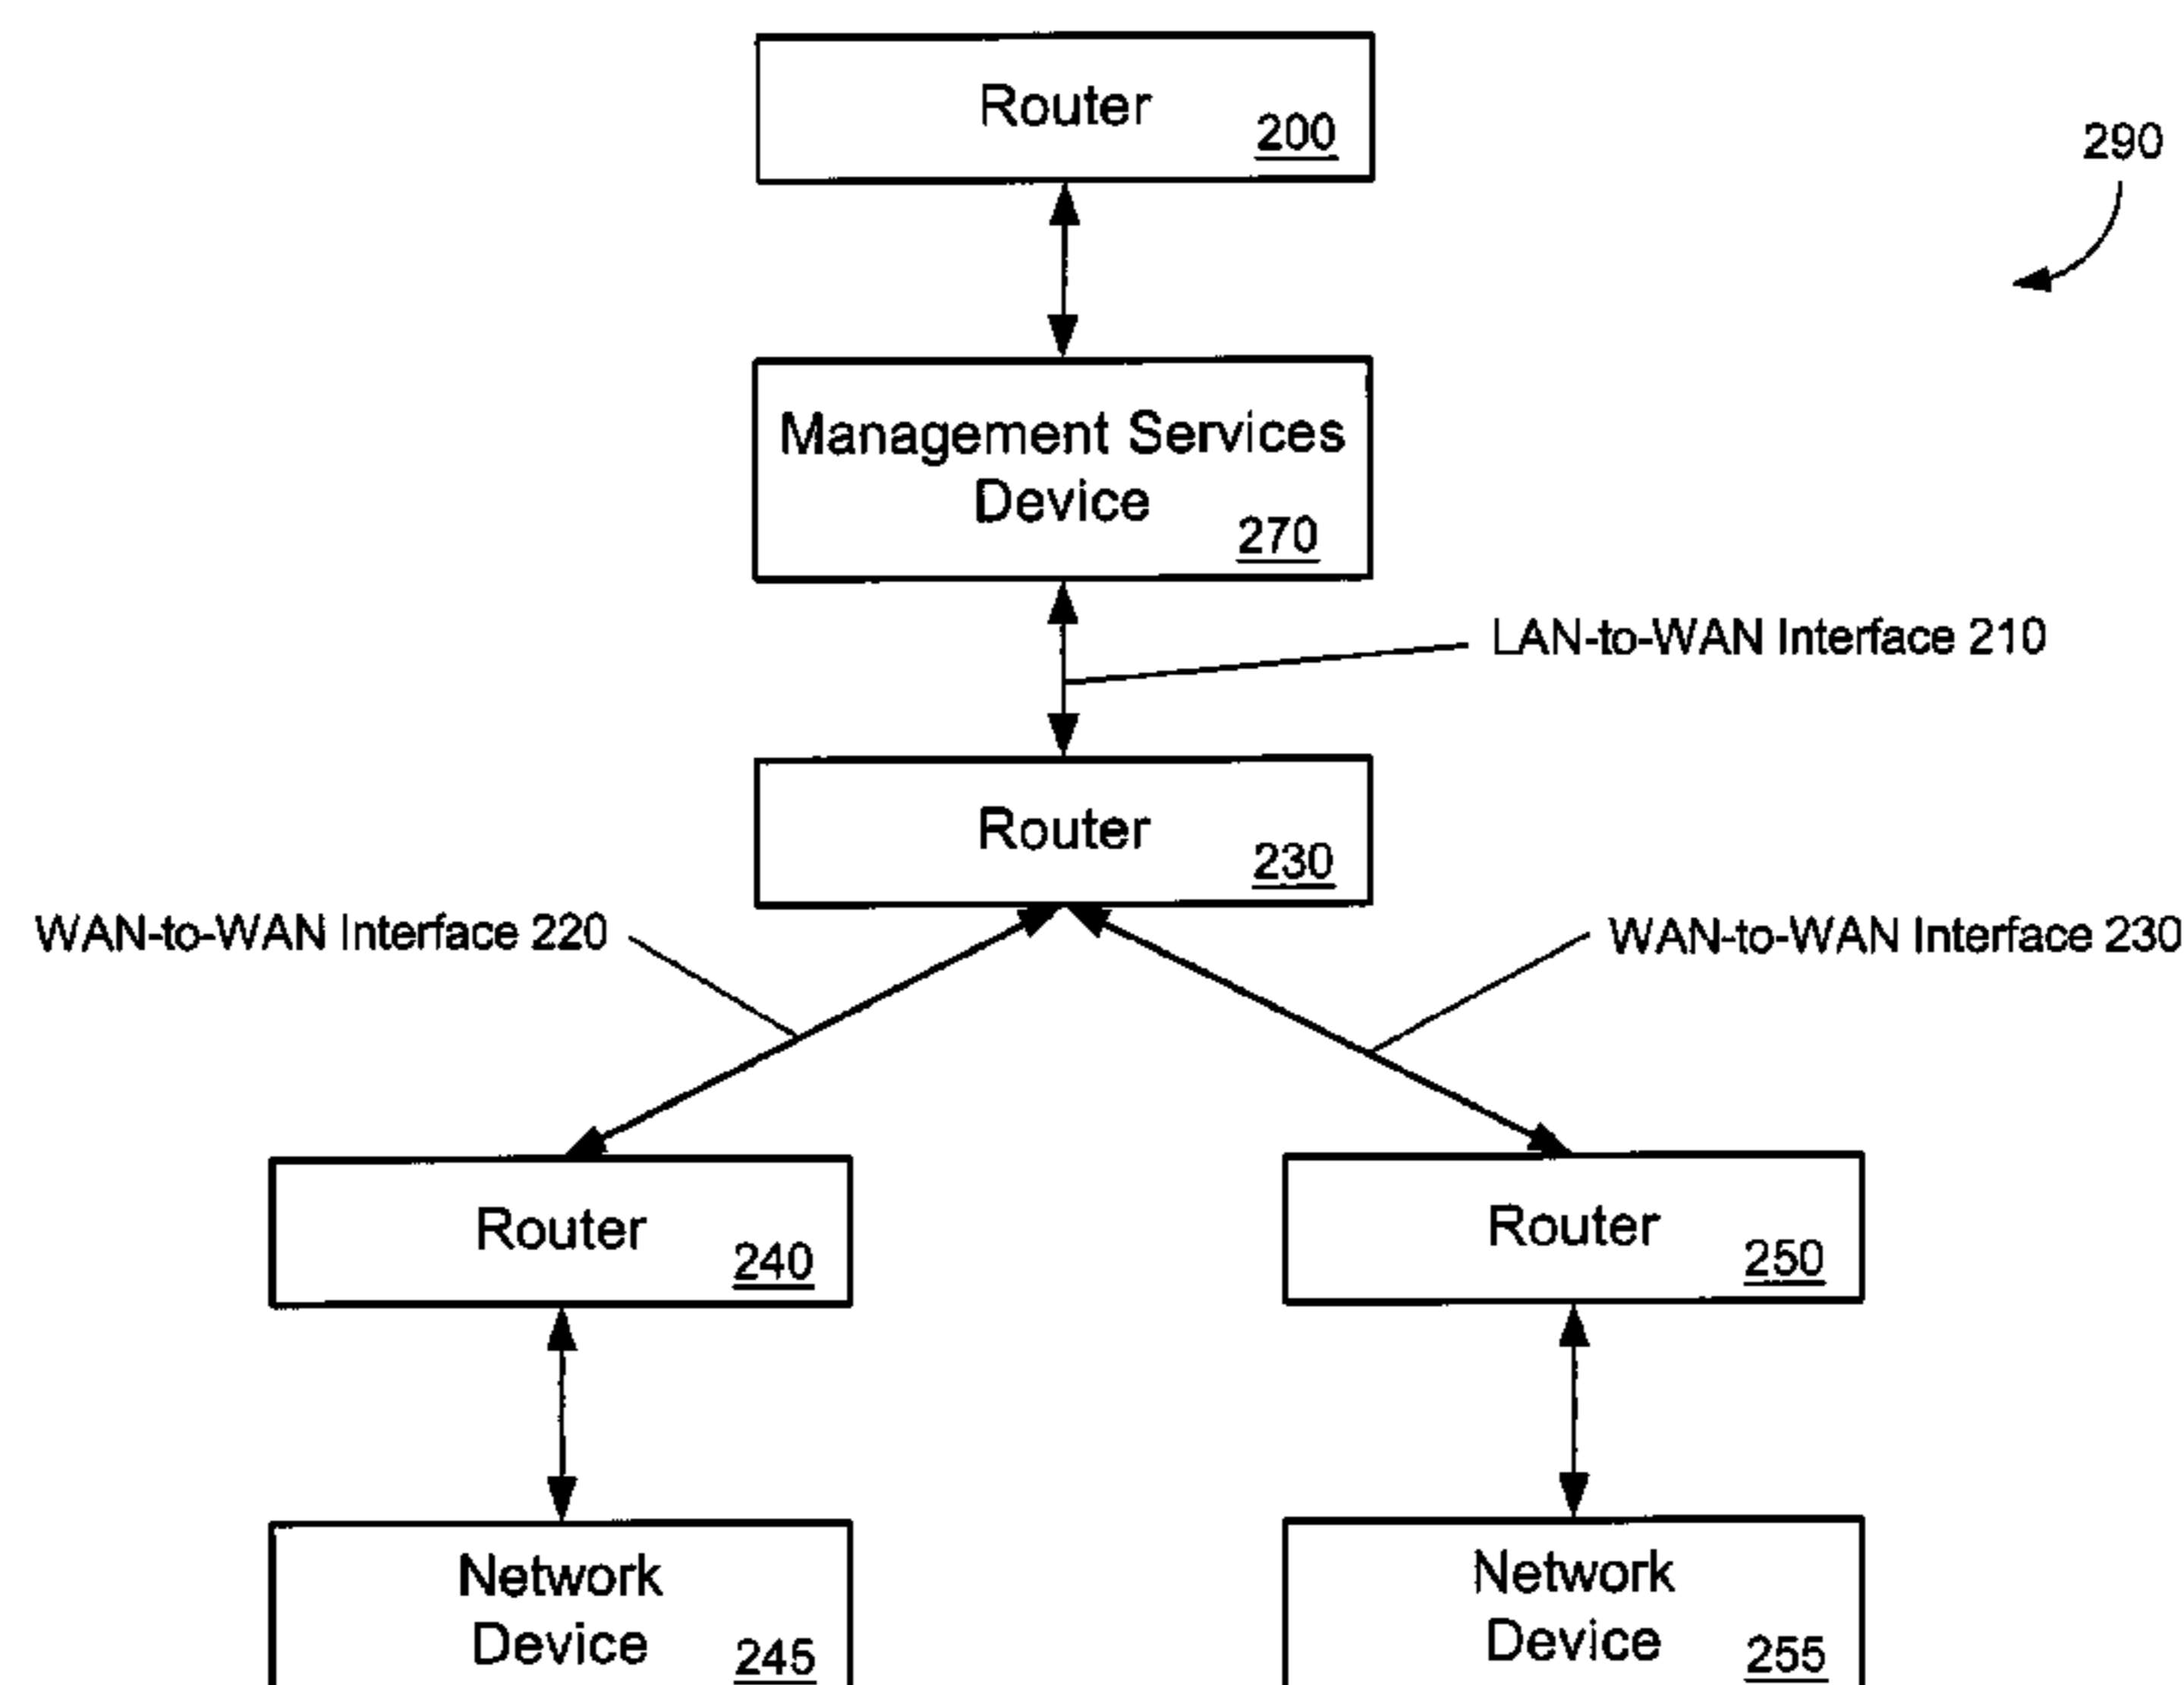 Router
200
290
Management Services
Device
270
LAN-to-WAN Interface 210
Router
230
WAN-to-WAN Interface 220
WAN-to-WAN Interface 230
Router
240
Router
250
Network
Device
245
Network
Device
255